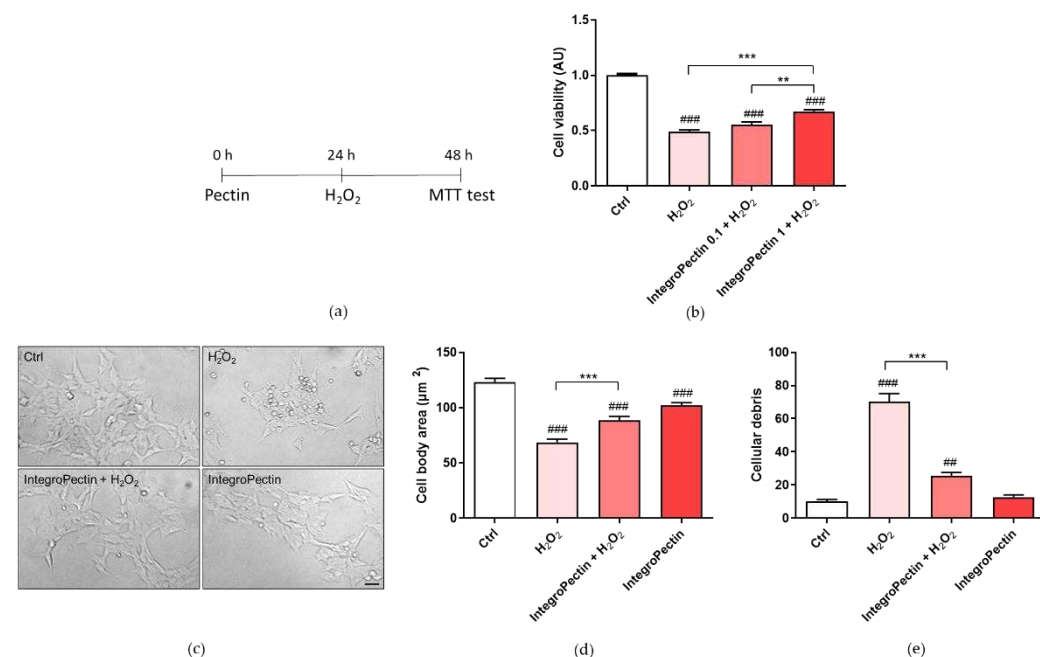 0 h 24 h 48 h
Pectin H₂O₂ MTT test
(a)
Cell viability (AU)
1.5
1.0
0.5
0.0
***
**
### ### ###
Ctrl
H₂O₂
IntegroPectin 0.1 + H₂O₂
IntegroPectin 1 + H₂O₂
(b)
Ctrl
H₂O₂
IntegroPectin + H₂O₂
IntegroPectin
(c)
Cell body area (µm²)
150
100
50
0
***
### ### ###
Ctrl
H₂O₂
IntegroPectin + H₂O₂
IntegroPectin
(d)
Cellular debris
100
80
60
40
20
0
***
###
##
Ctrl
H₂O₂
IntegroPectin + H₂O₂
IntegroPectin
(e)